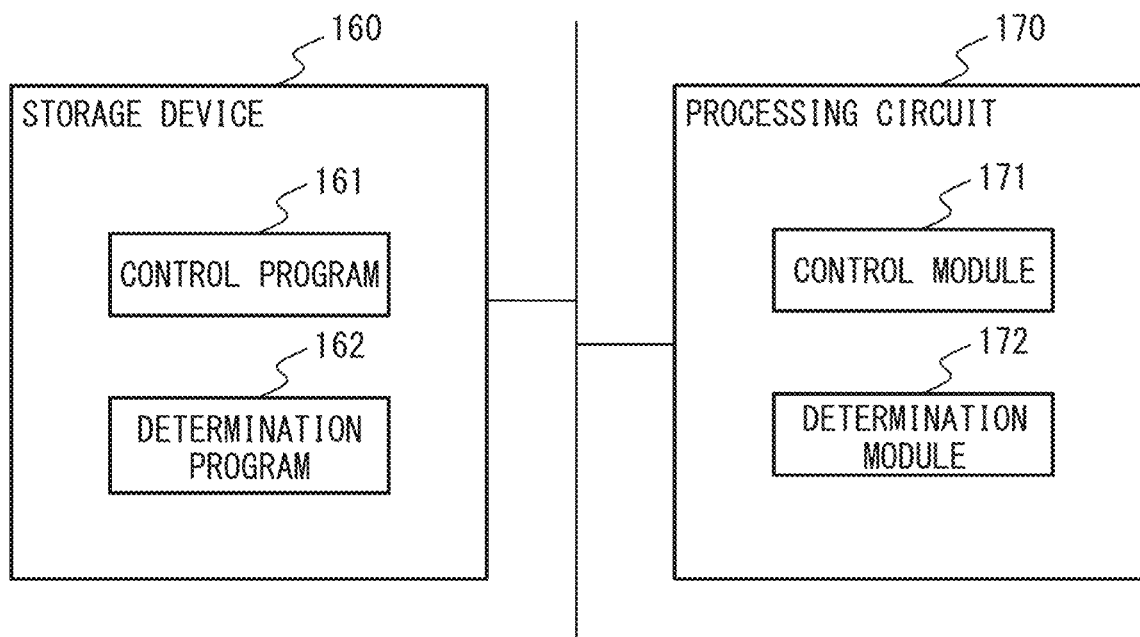 160
STORAGE DEVICE
161
CONTROL PROGRAM
162
DETERMINATION
PROGRAM
170
PROCESSING CIRCUIT
171
CONTROL MODULE
172
DETERMINATION
MODULE